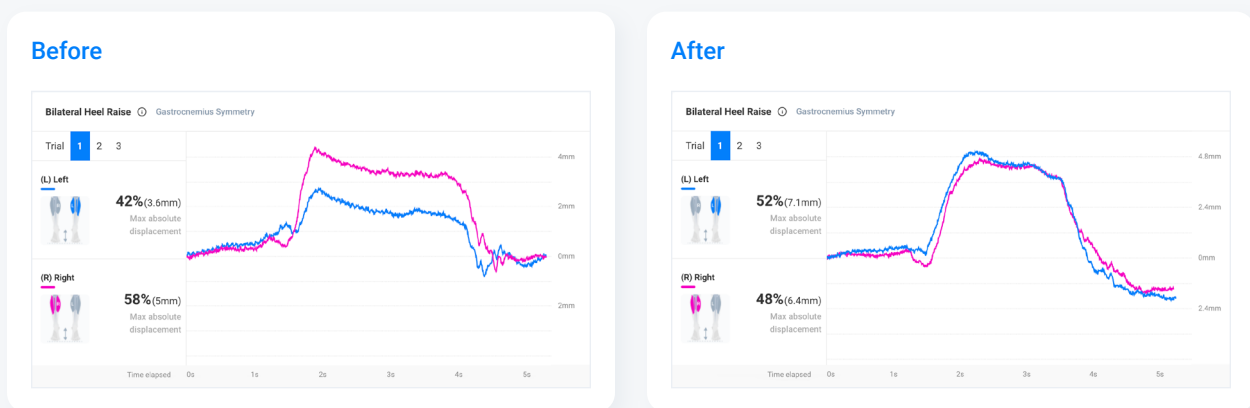 Before
Bilateral Heel Raise ⓘ Gastrocnemius Symmetry
Trial 1 2 3
(L) Left
42%(3.6mm)
Max absolute
displacement
(R) Right
58%(5mm)
Max absolute
displacement
4mm
2mm
0mm
2mm
Time elapsed 0s 1s 2s 3s 4s 5s
After
Bilateral Heel Raise ⓘ Gastrocnemius Symmetry
Trial 1 2 3
(L) Left
52%(7.1mm)
Max absolute
displacement
(R) Right
48%(6.4mm)
Max absolute
displacement
4.8mm
2.4mm
0mm
2.4mm
Time elapsed 0s 1s 2s 3s 4s 5s